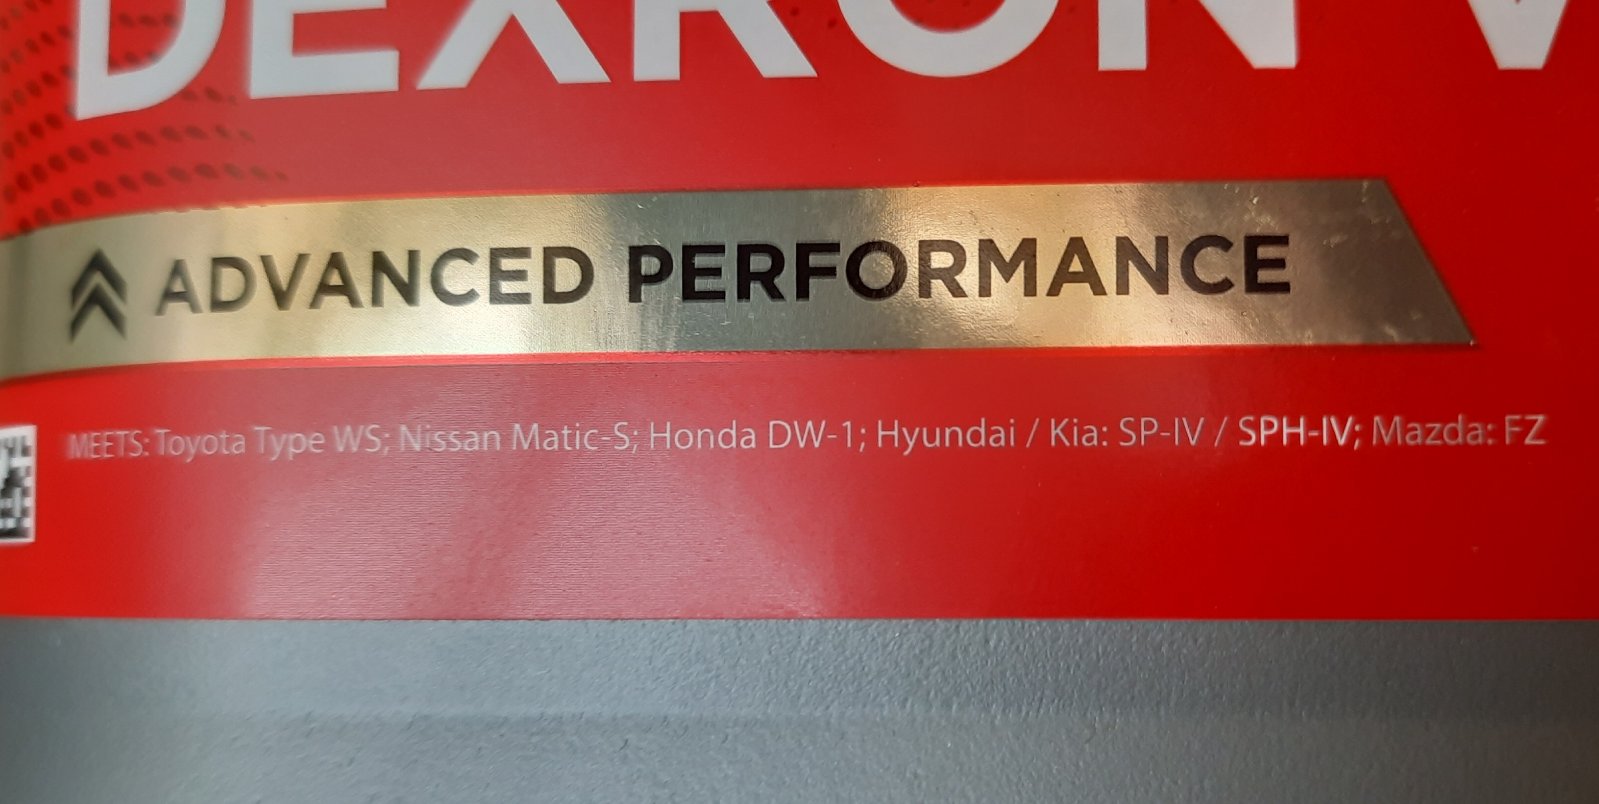 DEXRON V
ADVANCED PERFORMANCE
MEETS: Toyota Type WS; Nissan Matic-S; Honda DW-1; Hyundai / Kia: SP-IV / SPH-IV; Mazda: FZ